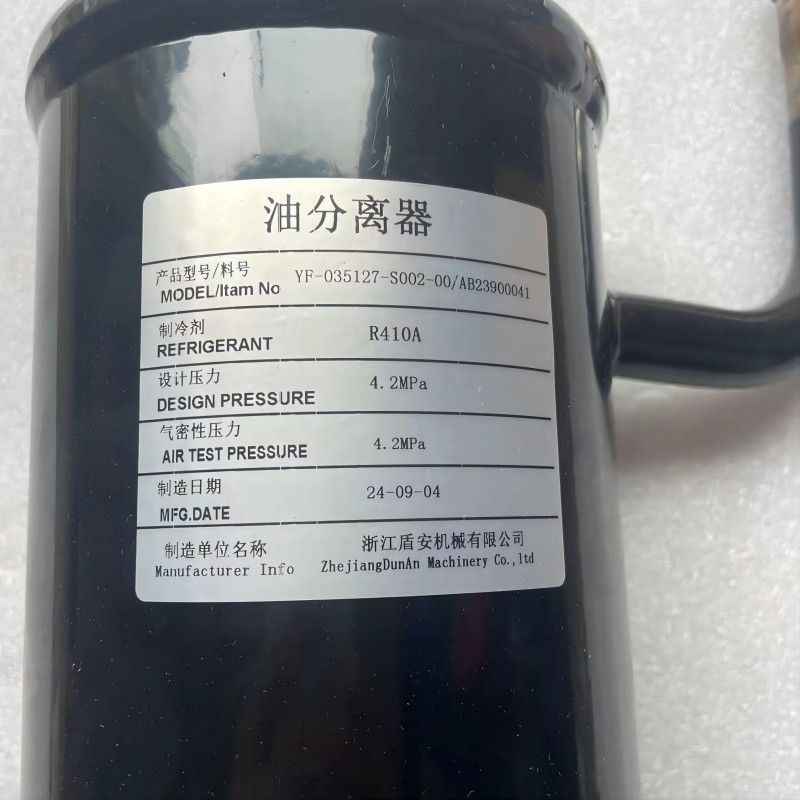 油分离器
产品型号/料号 YF-035127-S002-00/AB23900041
MODEL/Itam No
制冷剂 R410A
REFRIGERANT
设计压力 4.2MPa
DESIGN PRESSURE
气密性压力 4.2MPa
AIR TEST PRESSURE
制造日期 24-09-04
MFG.DATE
制造单位名称 浙江盾安机械有限公司
Manufacturer Info ZhejiangDunAn Machinery Co.,ltd